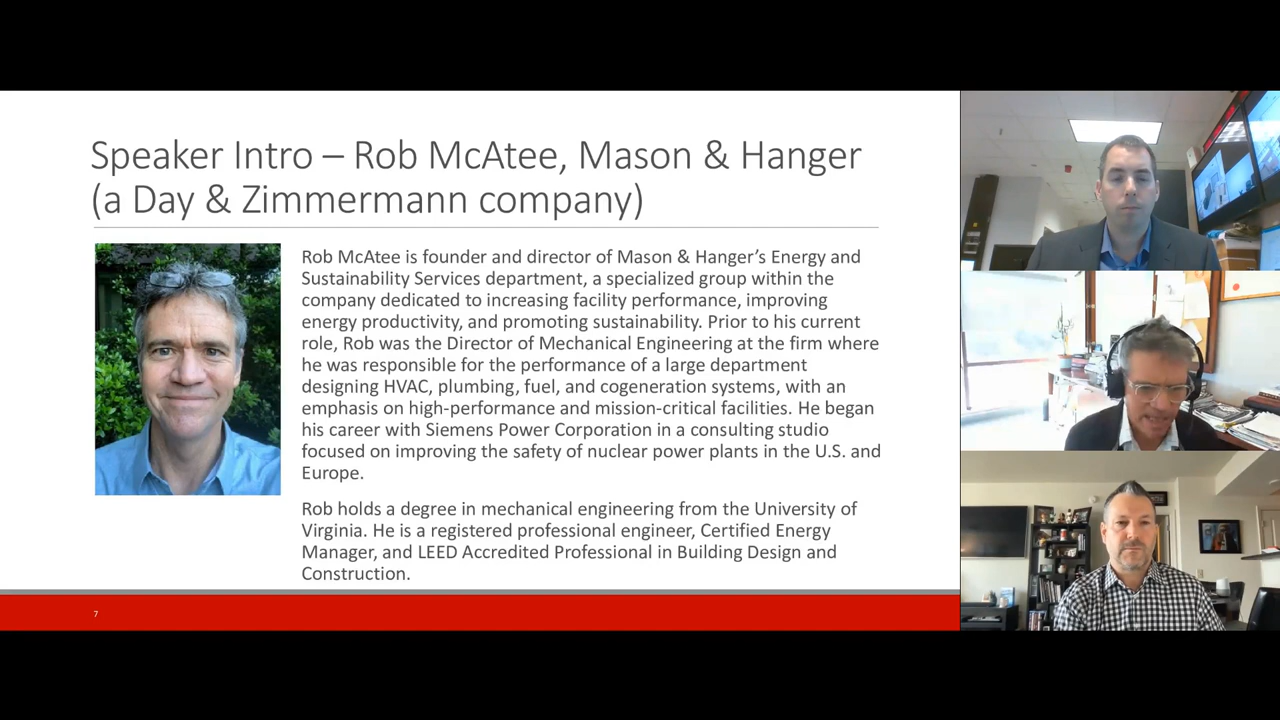 Speaker Intro – Rob McAtee, Mason & Hanger
(a Day & Zimmermann company)
Rob McAtee is founder and director of Mason & Hanger’s Energy and
Sustainability Services department, a specialized group within the
company dedicated to increasing facility performance, improving
energy productivity, and promoting sustainability. Prior to his current
role, Rob was the Director of Mechanical Engineering at the firm where
he was responsible for the performance of a large department
designing HVAC, plumbing, fuel, and cogeneration systems, with an
emphasis on high-performance and mission-critical facilities. He began
his career with Siemens Power Corporation in a consulting studio
focused on improving the safety of nuclear power plants in the U.S. and
Europe.
Rob holds a degree in mechanical engineering from the University of
Virginia. He is a registered professional engineer, Certified Energy
Manager, and LEED Accredited Professional in Building Design and
Construction.
7